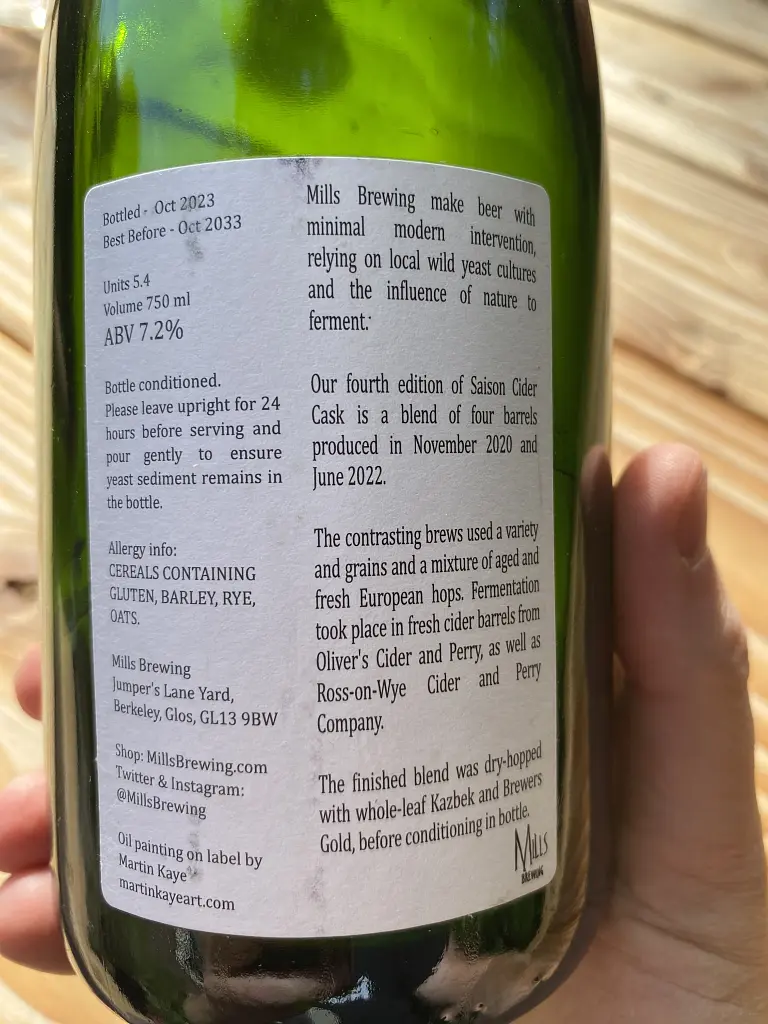 Bottled - Oct 2023
Best Before - Oct 2033
Units 5.4
Volume 750 ml
ABV 7.2%
Bottle conditioned.
Please leave upright for 24
hours before serving and
pour gently to ensure
yeast sediment remains in
the bottle.
Allergy info:
CEREALS CONTAINING
GLUTEN, BARLEY, RYE,
OATS.
Mills Brewing
Jumper's Lane Yard,
Berkeley, Glos, GL13 9BW
Shop: MillsBrewing.com
Twitter & Instagram:
@MillsBrewing
Oil painting on label by
Martin Kaye
martinkayeart.com
Mills Brewing make beer with
minimal modern intervention,
relying on local wild yeast cultures
and the influence of nature to
ferment.
Our fourth edition of Saison Cider
Cask is a blend of four barrels
produced in November 2020 and
June 2022.
The contrasting brews used a variety
and grains and a mixture of aged and
fresh European hops. Fermentation
took place in fresh cider barrels from
Oliver's Cider and Perry, as well as
Ross-on-Wye Cider and Perry
Company.
The finished blend was dry-hopped
with whole-leaf Kazbek and Brewers
Gold, before conditioning in bottle.
MILLS
BREWING